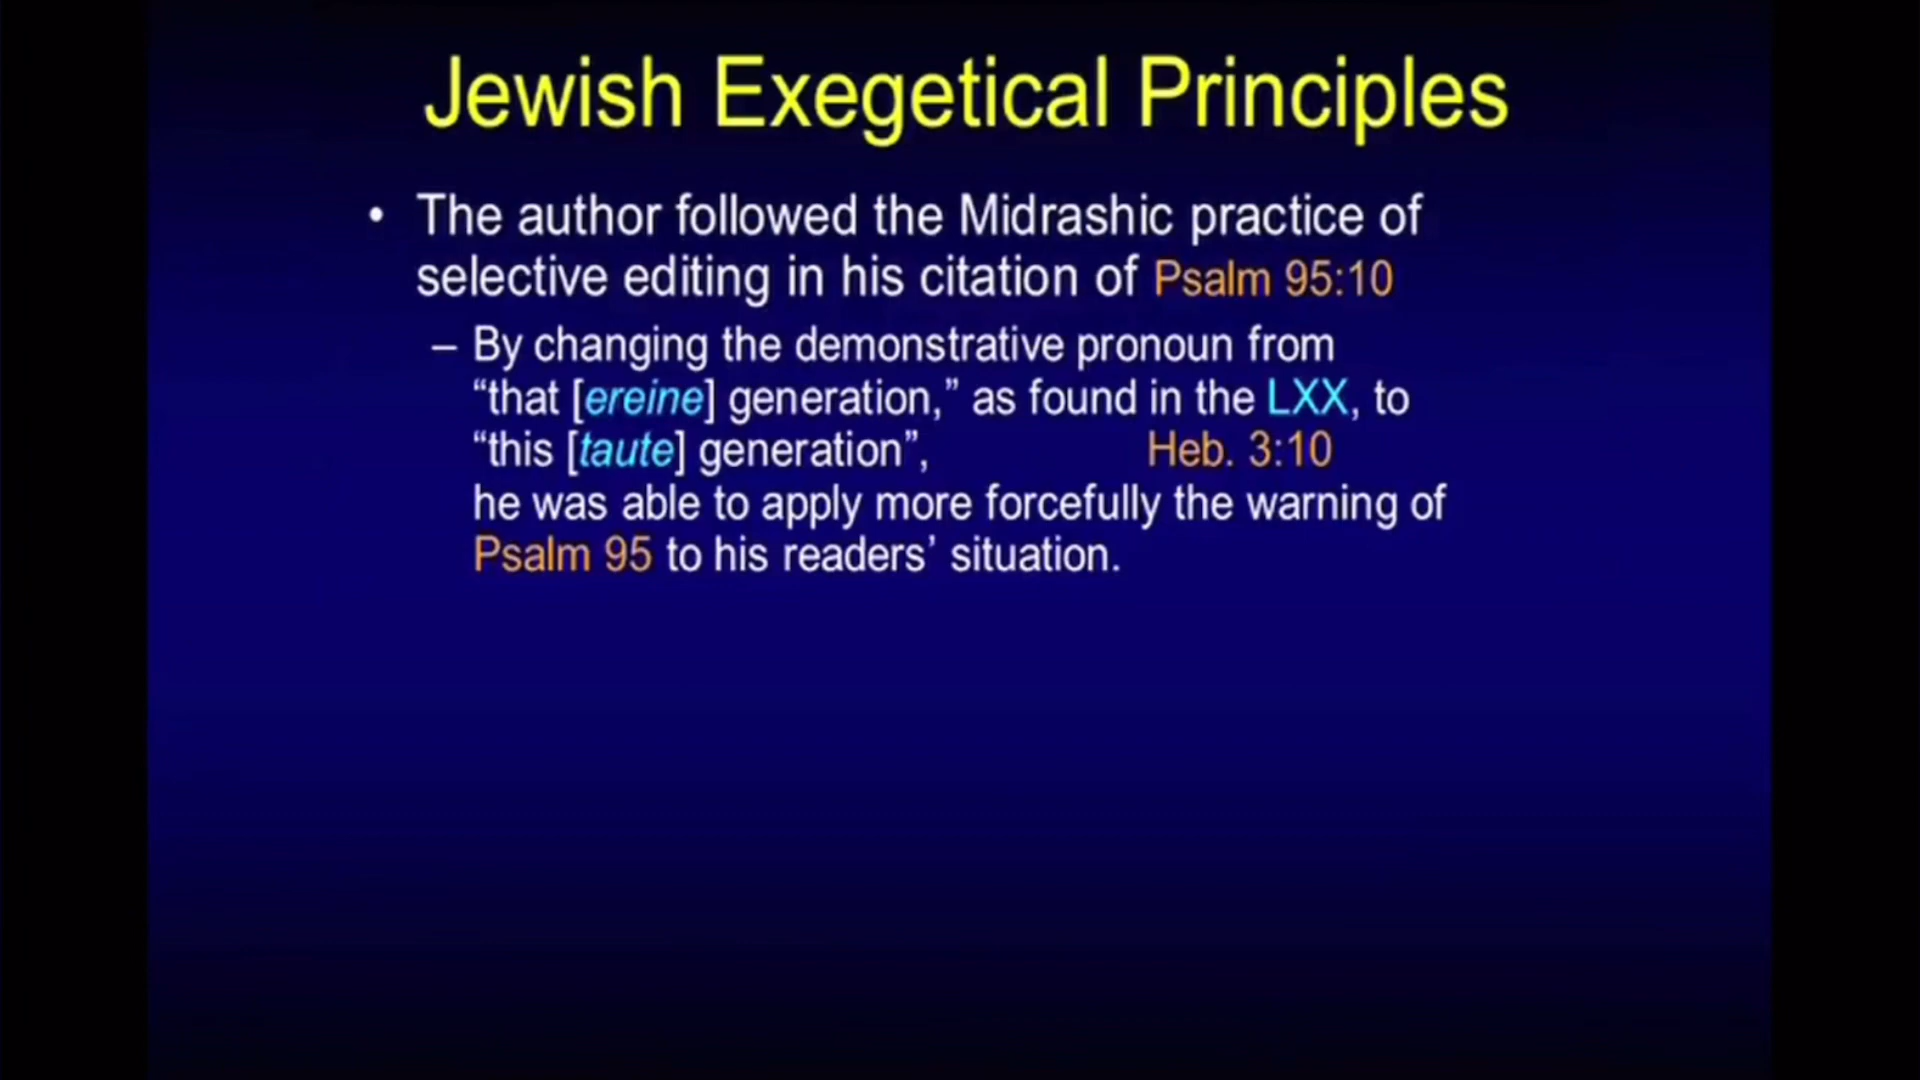 Jewish Exegetical Principles
• The author followed the Midrashic practice of
selective editing in his citation of Psalm 95:10
– By changing the demonstrative pronoun from
“that [ereine] generation,” as found in the LXX, to
“this [taute] generation”, Heb. 3:10
he was able to apply more forcefully the warning of
Psalm 95 to his readers’ situation.